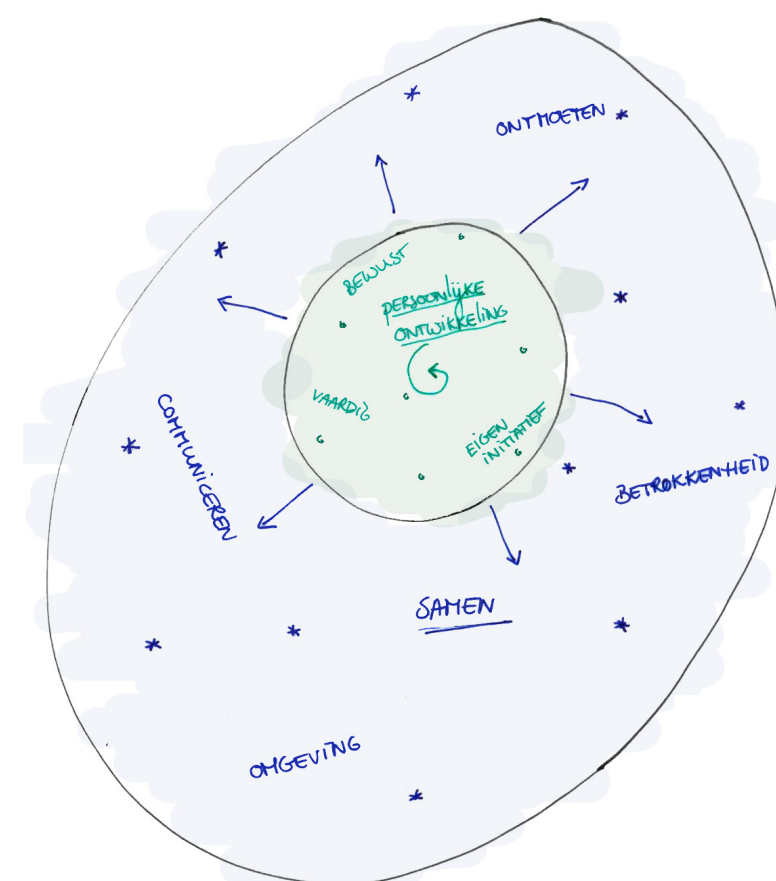 ONTMOETEN
BEWUST
PERSOONLIJKE
ONTWIKKELING
VAARDIG
EIGEN
INITIATIEF
COMMUNICEREN
BETROKKENHEID
SAMEN
OMGEVING